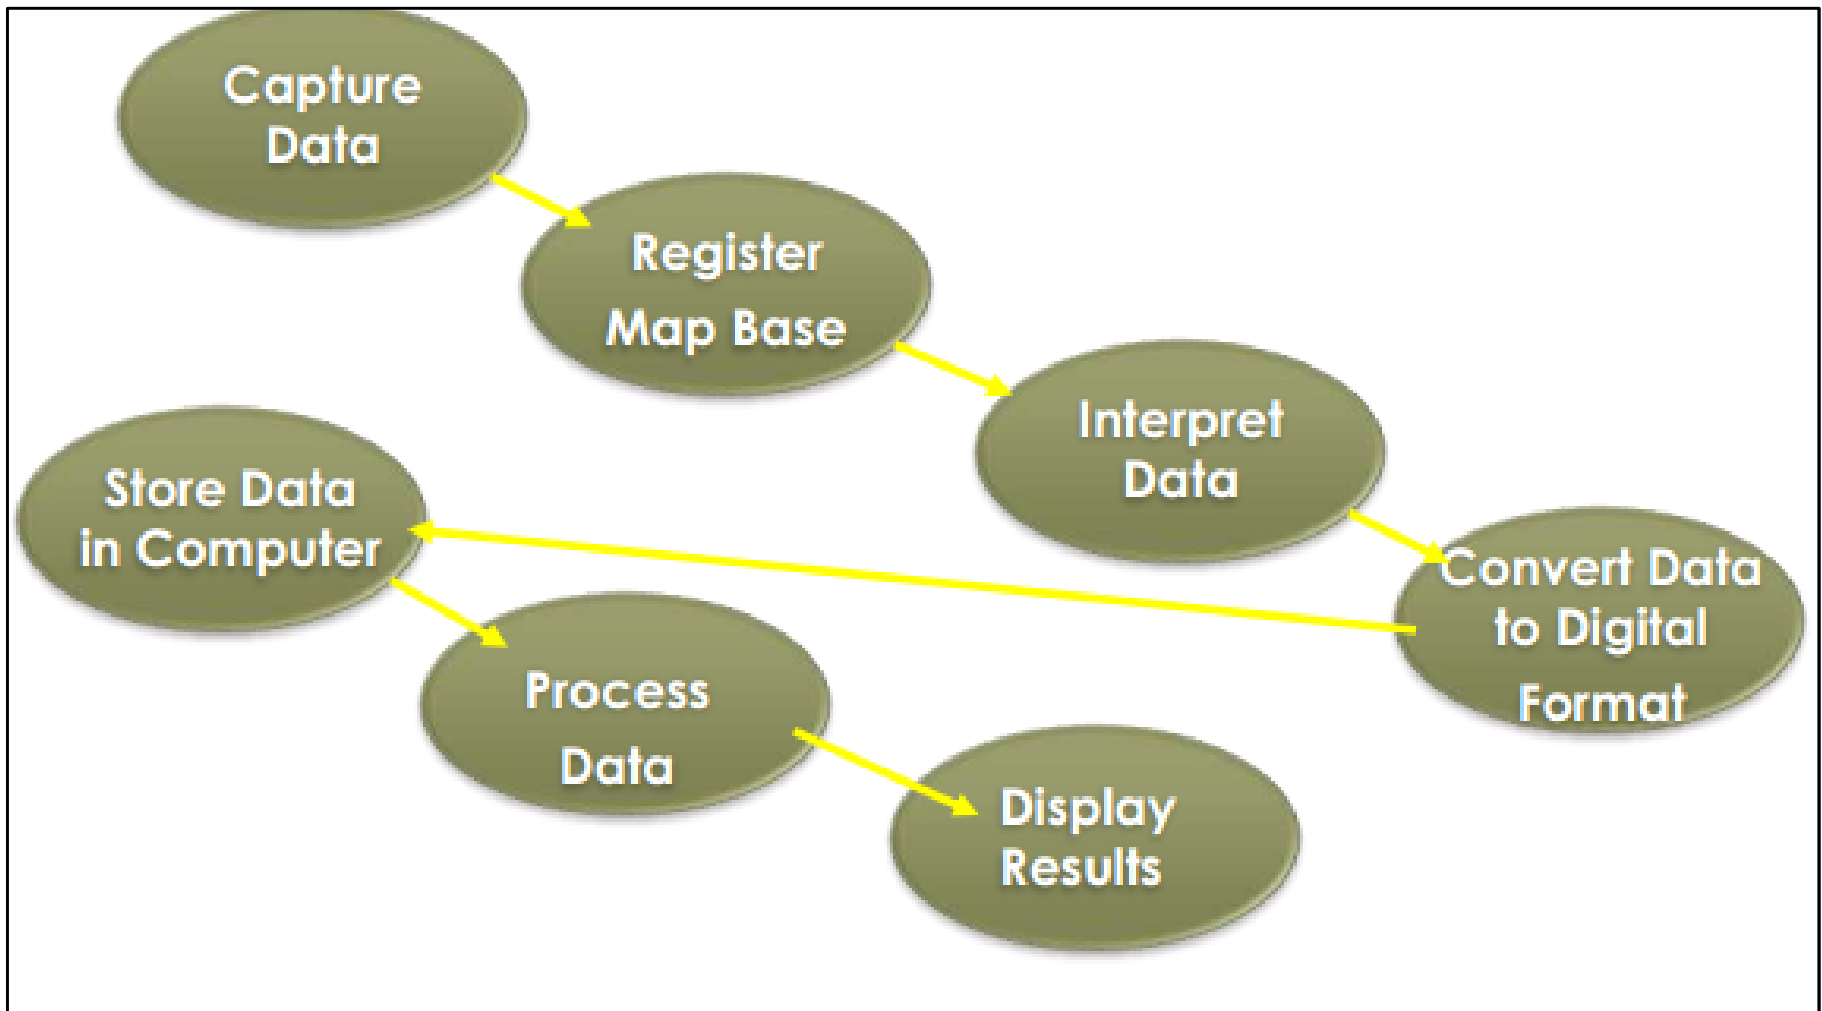 Capture
Data
Register
Map Base
Interpret
Data
Convert Data
to Digital
Format
Store Data
in Computer
Process
Data
Display
Results